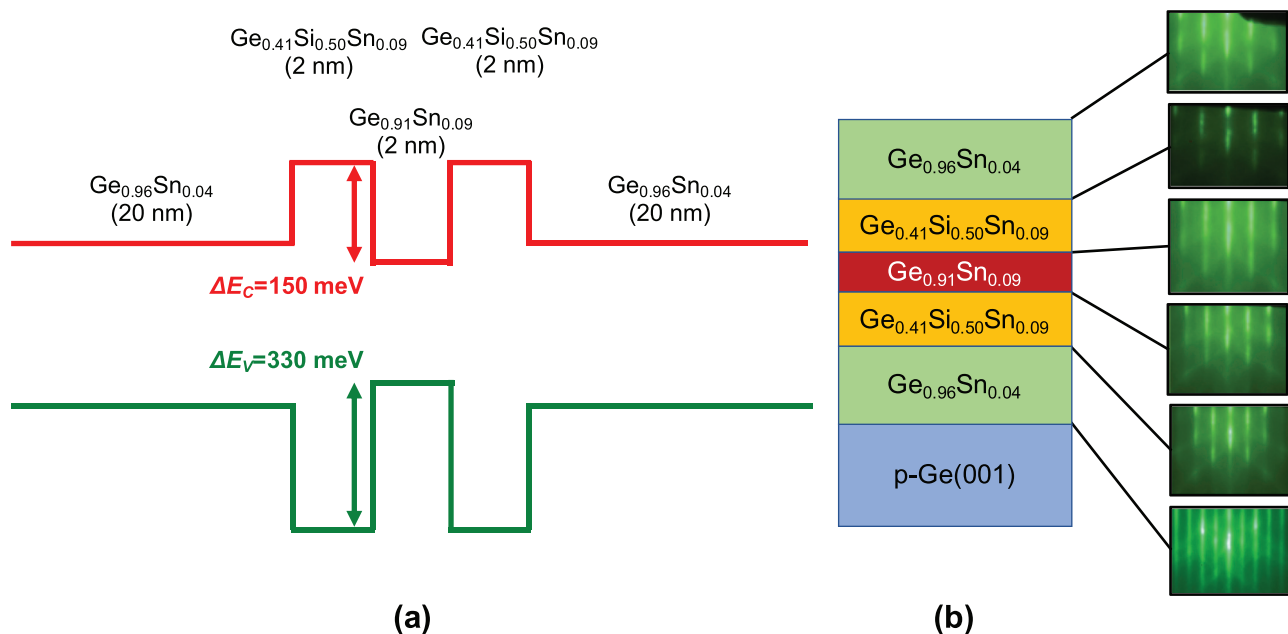 Ge0.41Si0.50Sn0.09
(2 nm)
Ge0.41Si0.50Sn0.09
(2 nm)
Ge0.91Sn0.09
(2 nm)
Ge0.96Sn0.04
(20 nm)
Ge0.96Sn0.04
(20 nm)
ΔEC=150 meV
ΔEV=330 meV
(a)
Ge0.96Sn0.04
Ge0.41Si0.50Sn0.09
Ge0.91Sn0.09
Ge0.41Si0.50Sn0.09
Ge0.96Sn0.04
p-Ge(001)
(b)